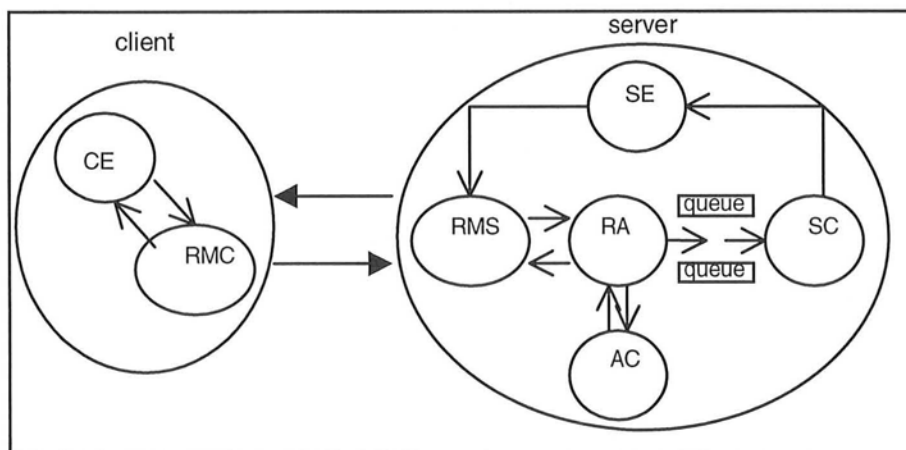 client
server
CE
RMC
SE
RMS
RA
queue
queue
SC
AC